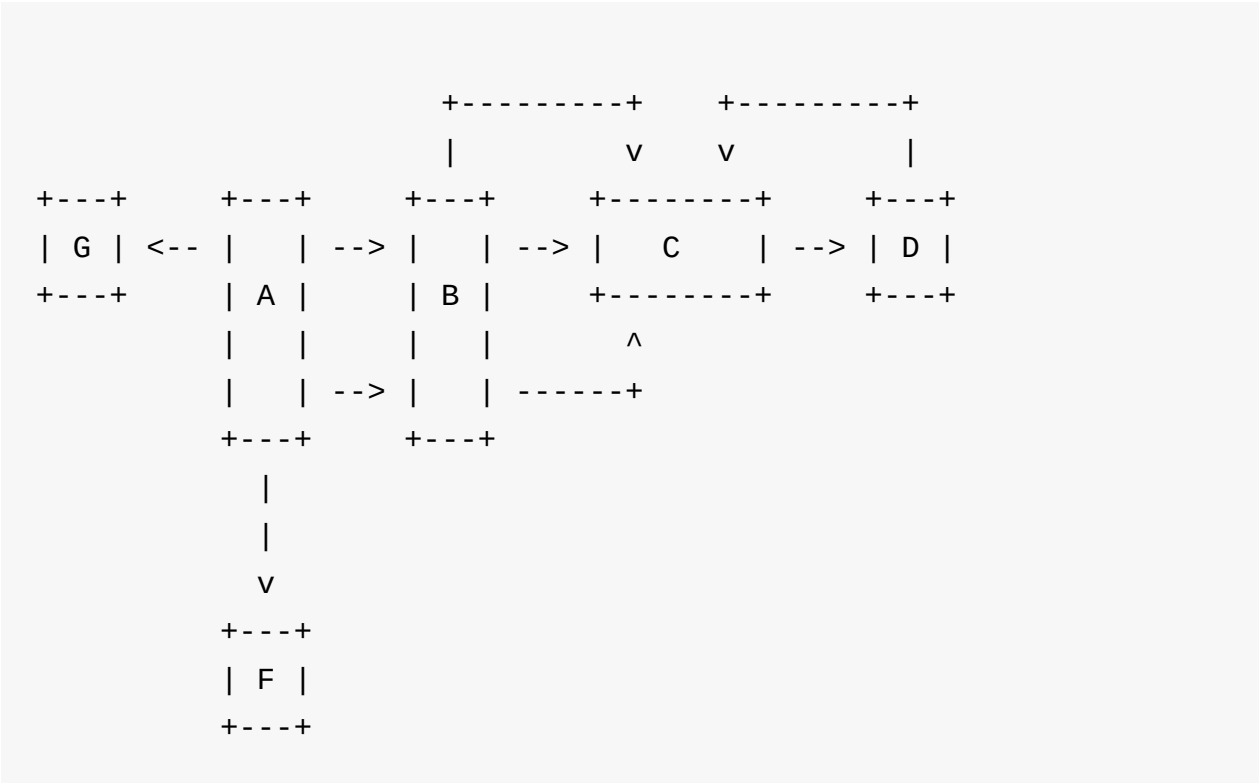 +---------+    +---------+
                      |         v    v         |
+---+     +---+     +---+     +--------+     +---+
| G | <-- |   | --> |   | --> |   C    | --> | D |
+---+     | A |     | B |     +--------+     +---+
          |   |     |   |       ^
          |   | --> |   | ------+
          +---+     +---+
            |
            |
            v
          +---+
          | F |
          +---+